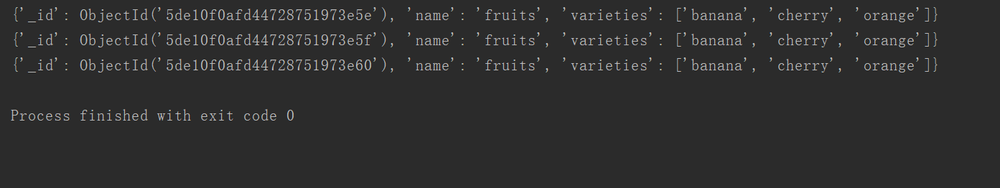 {'_id': ObjectId('5de10f0afd44728751973e5e'), 'name': 'fruits', 'varieties': ['banana', 'cherry', 'orange']}
{'_id': ObjectId('5de10f0afd44728751973e5f'), 'name': 'fruits', 'varieties': ['banana', 'cherry', 'orange']}
{'_id': ObjectId('5de10f0afd44728751973e60'), 'name': 'fruits', 'varieties': ['banana', 'cherry', 'orange']}
Process finished with exit code 0